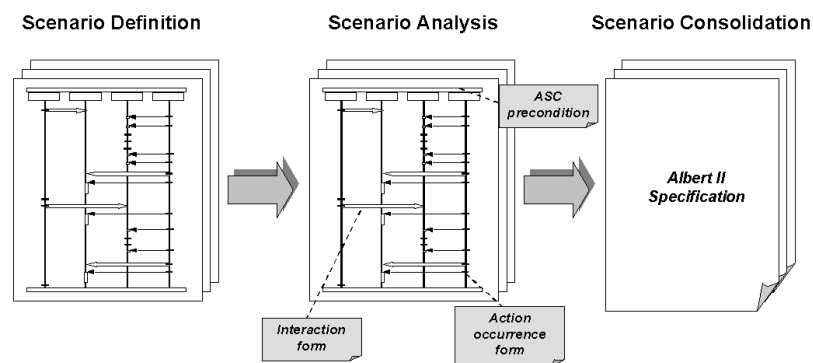 Scenario Definition
Scenario Analysis
Scenario Consolidation
ASC
precondition
Albert II
Specification
Interaction
form
Action
occurrence
form